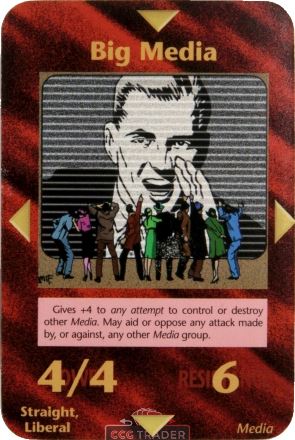 Big Media
Gives +4 to any attempt to control or destroy
other Media. May aid or oppose any attack made
by, or against, any other Media group.
4/4
6
Straight,
Liberal
Media
CCG TRADER